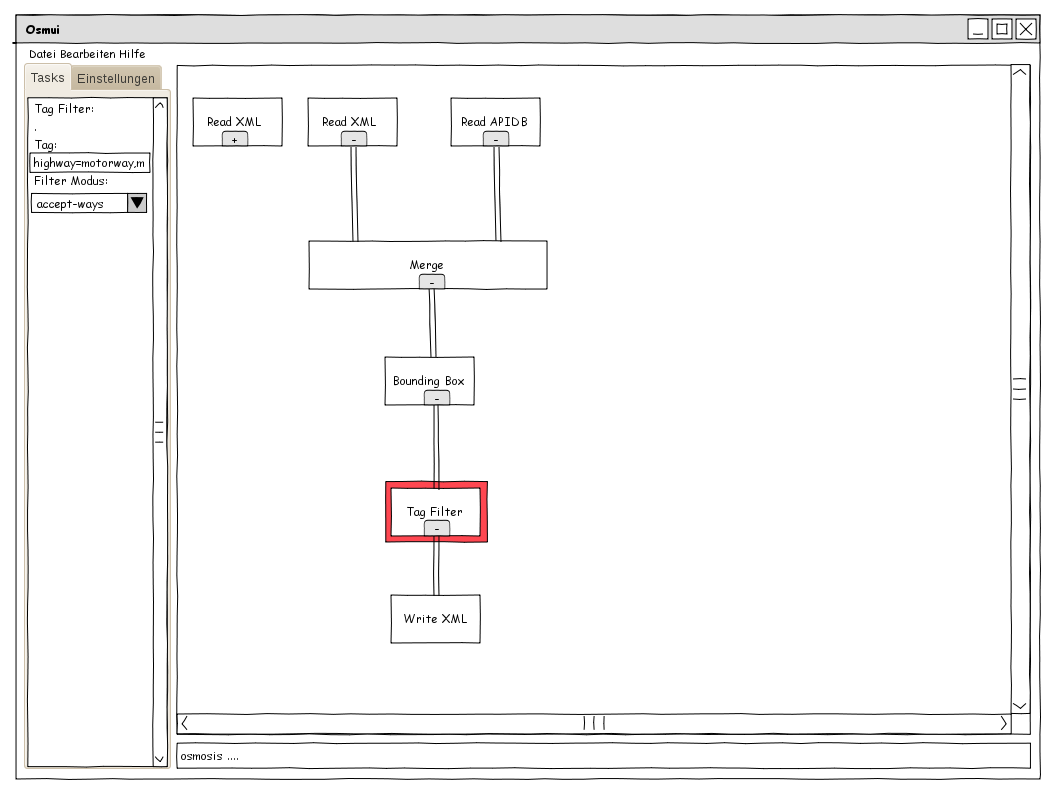 Osmui
Datei Bearbeiten Hilfe
Tasks Einstellungen
Tag Filter:
.
Tag:
highway=motorway,m
Filter Modus:
accept-ways
Read XML
+
Read XML
-
Read APIDB
-
Merge
-
Bounding Box
-
Tag Filter
-
Write XML
osmosis ....